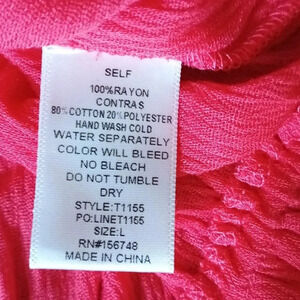 SELF
100%RAYON
CONTRAS
80%COTTON 20%POLYESTER
HAND WASH COLD
WATER SEPARATELY
COLOR WILL BLEED
NO BLEACH
DO NOT TUMBLE
DRY
STYLE:T1155
PO:LINET1155
SIZE:L
RN#156748
MADE IN CHINA